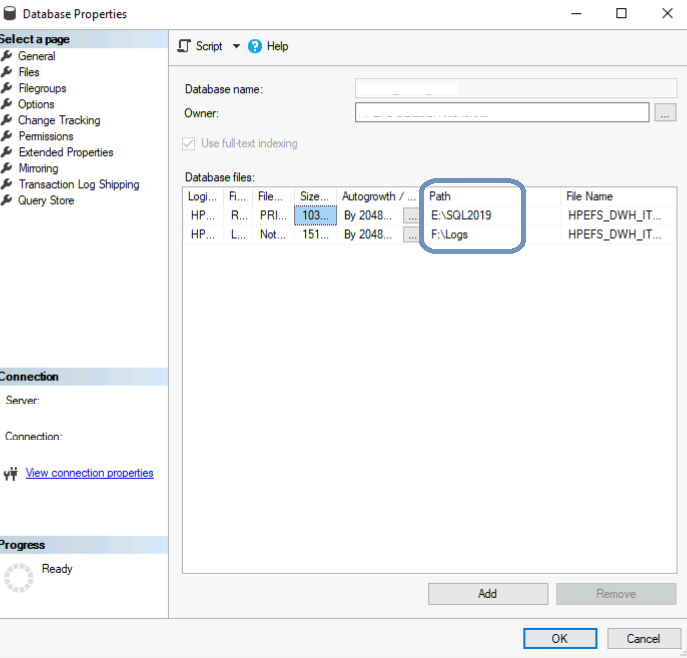 Database Properties
Select a page
General
Files
Filegroups
Options
Change Tracking
Permissions
Extended Properties
Mirroring
Transaction Log Shipping
Query Store
Connection
Server:
Connection:
View connection properties
Progress
Ready
Script Help
Database name:
Owner:
...
Use full-text indexing
Database files:
Logi... Fi... File... Size... Autogrowth / ... Path File Name
HP... R... PRI... 103... By 2048... ... E:\SQL2019 HPEFS_DWH_IT...
HP... L... Not... 151... By 2048... ... F:\Logs HPEFS_DWH_IT...
Add Remove
OK Cancel